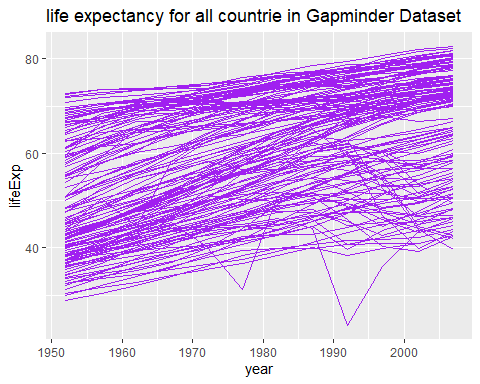 life expectancy for all countrie in Gapminder Dataset
80
60
40
lifeExp
1950 1960 1970 1980 1990 2000
year